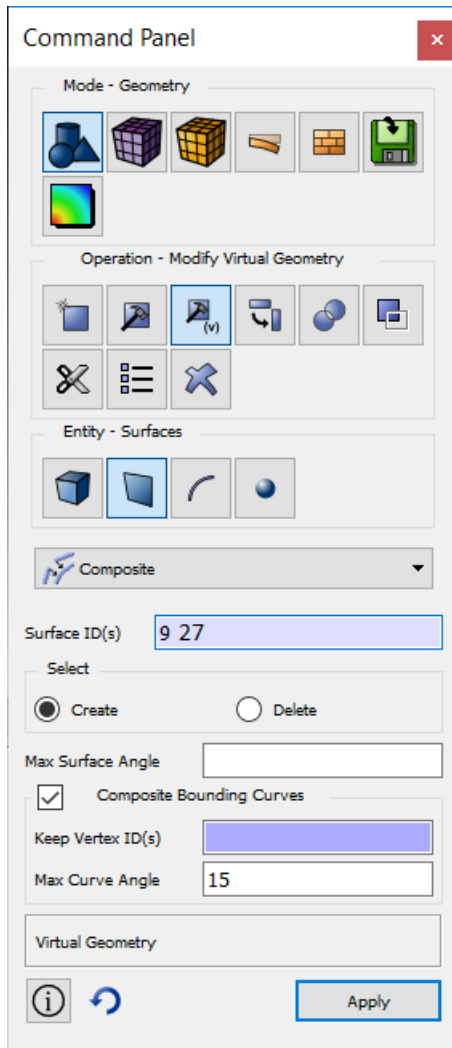 Command Panel
x
Mode - Geometry
Operation - Modify Virtual Geometry
(v)
Entity - Surfaces
Composite
Surface ID(s) 9 27
Select
Create Delete
Max Surface Angle
Composite Bounding Curves
Keep Vertex ID(s)
Max Curve Angle 15
Virtual Geometry
i Apply